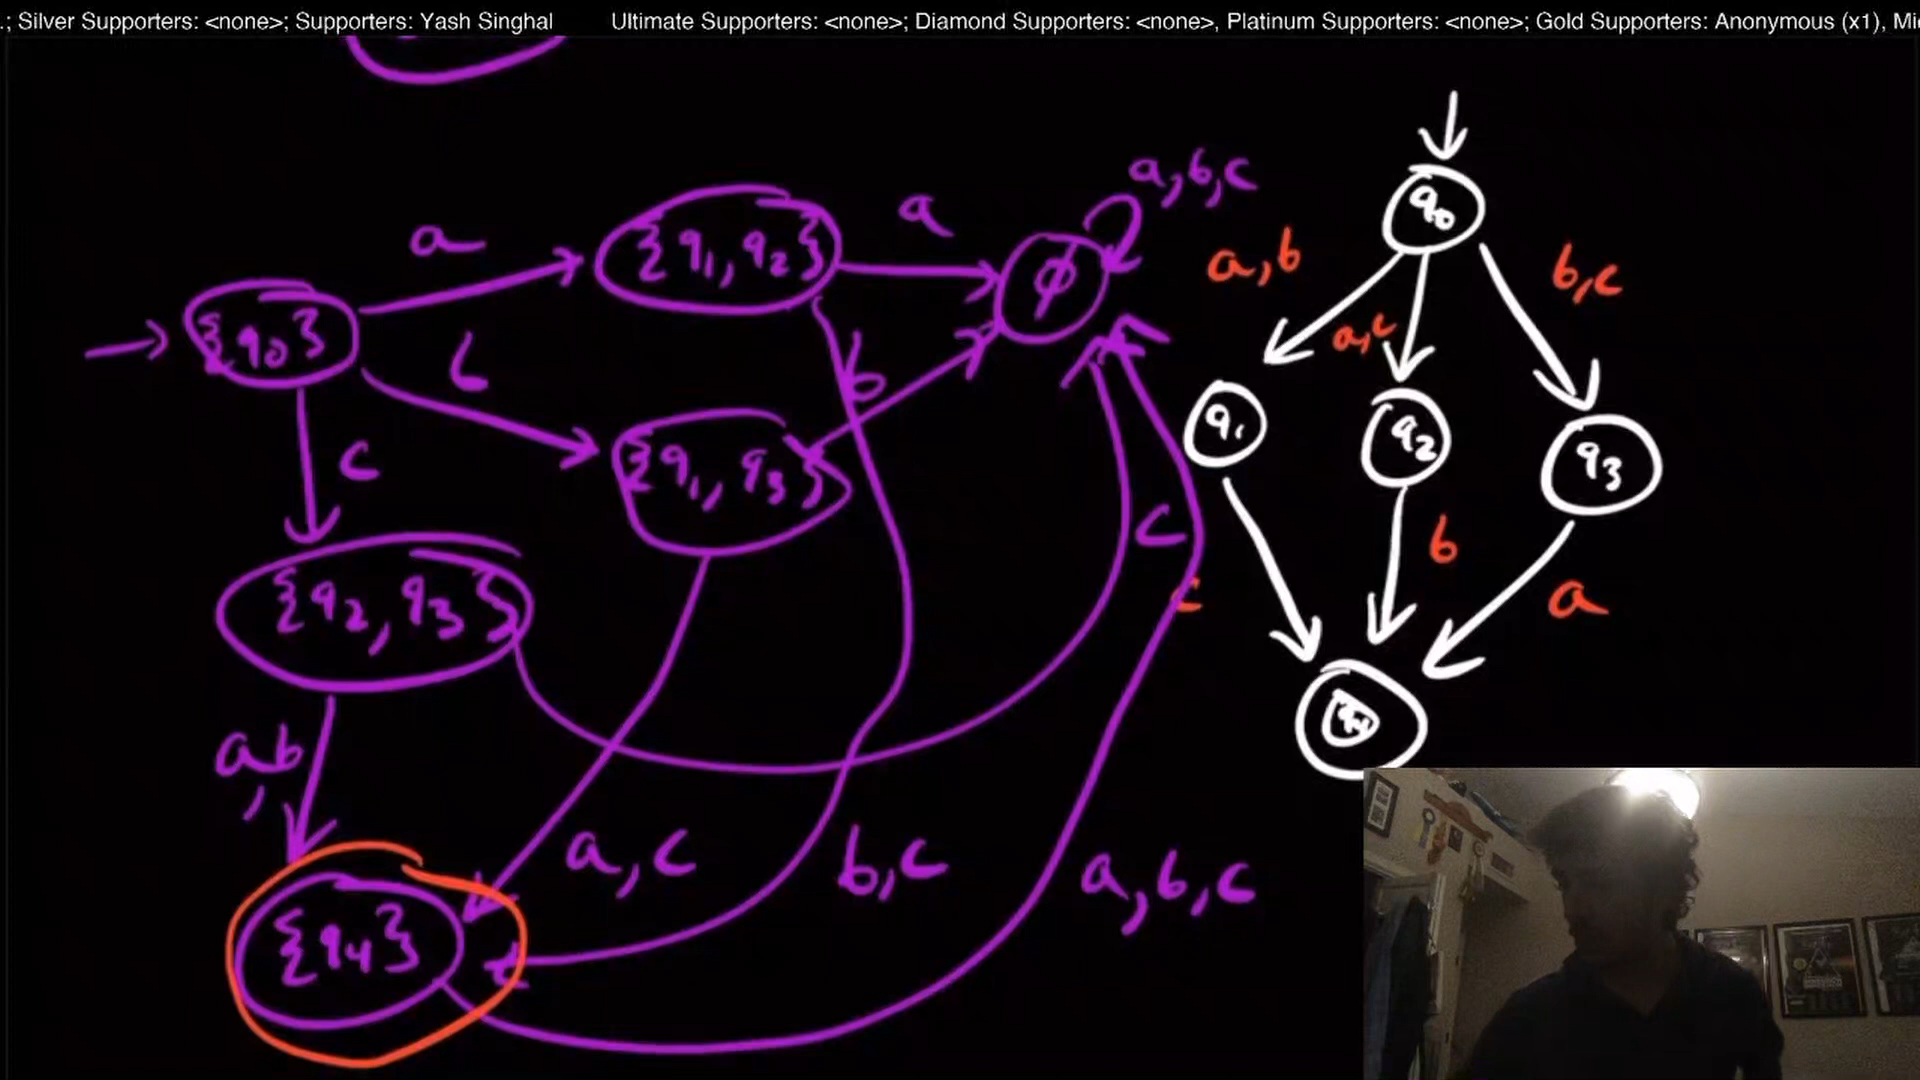 .; Silver Supporters: <none>; Supporters: Yash Singhal Ultimate Supporters: <none>; Diamond Supporters: <none>, Platinum Supporters: <none>; Gold Supporters: Anonymous (x1), Mi
a,b,c
q0
a
a
{q1,q2}
a,b
b,c
ϕ
{q0}
a,c
b
b
q1
q2
q3
c
{q1,q3}
c
b
{q2,q3}
c
a
a,b
q4
a,c
b,c
a,b,c
{q4}